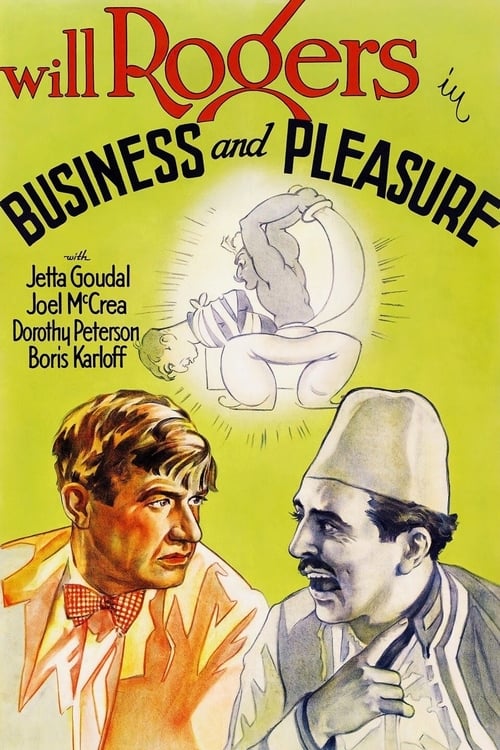 will Rogers
in
BUSINESS and PLEASURE
with
Jetta Goudal
Joel McCrea
Dorothy Peterson
Boris Karloff